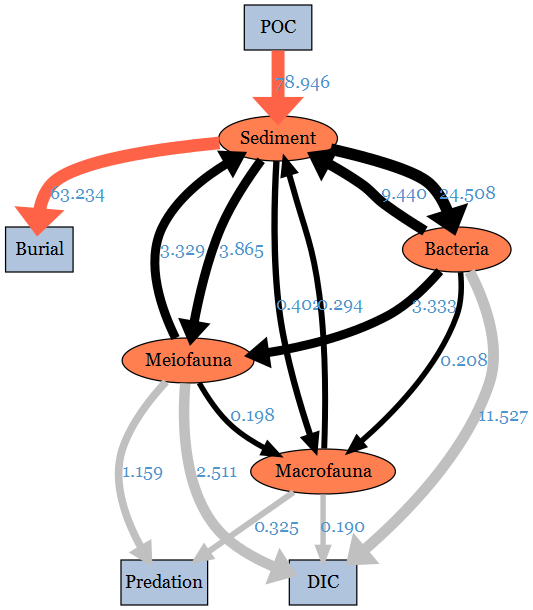 POC
78.946
Sediment
63.234
9.440
24.508
Burial
3.329
3.865
Bacteria
0.402
0.294
3.333
Meiofauna
0.208
0.198
11.527
1.159
2.511
Macrofauna
0.325
0.190
Predation
DIC